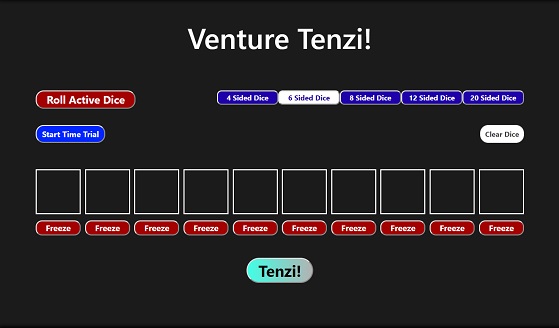 Venture Tenzi!
Roll Active Dice 4 Sided Dice 6 Sided Dice 8 Sided Dice 12 Sided Dice 20 Sided Dice
Start Time Trial Clear Dice
Freeze Freeze Freeze Freeze Freeze Freeze Freeze Freeze Freeze Freeze
Tenzi!